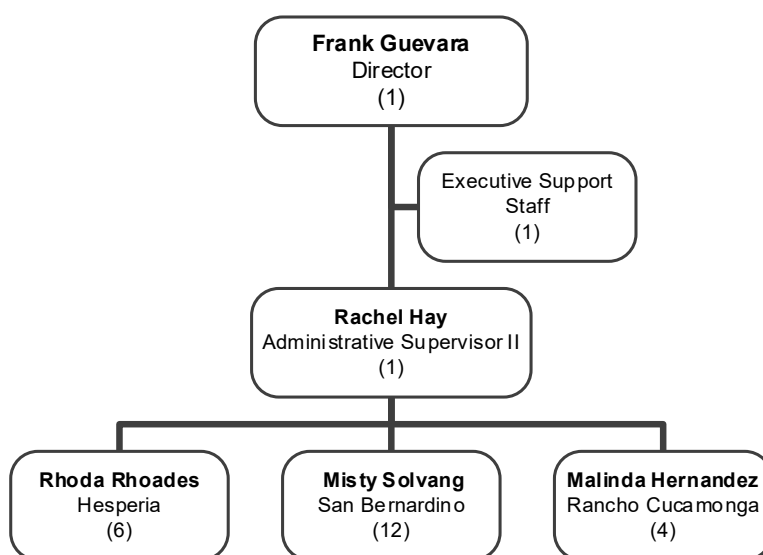 Frank Guevara
Director
(1)
Executive Support
Staff
(1)
Rachel Hay
Administrative Supervisor II
(1)
Rhoda Rhoades
Hesperia
(6)
Misty Solvang
San Bernardino
(12)
Malinda Hernandez
Rancho Cucamonga
(4)